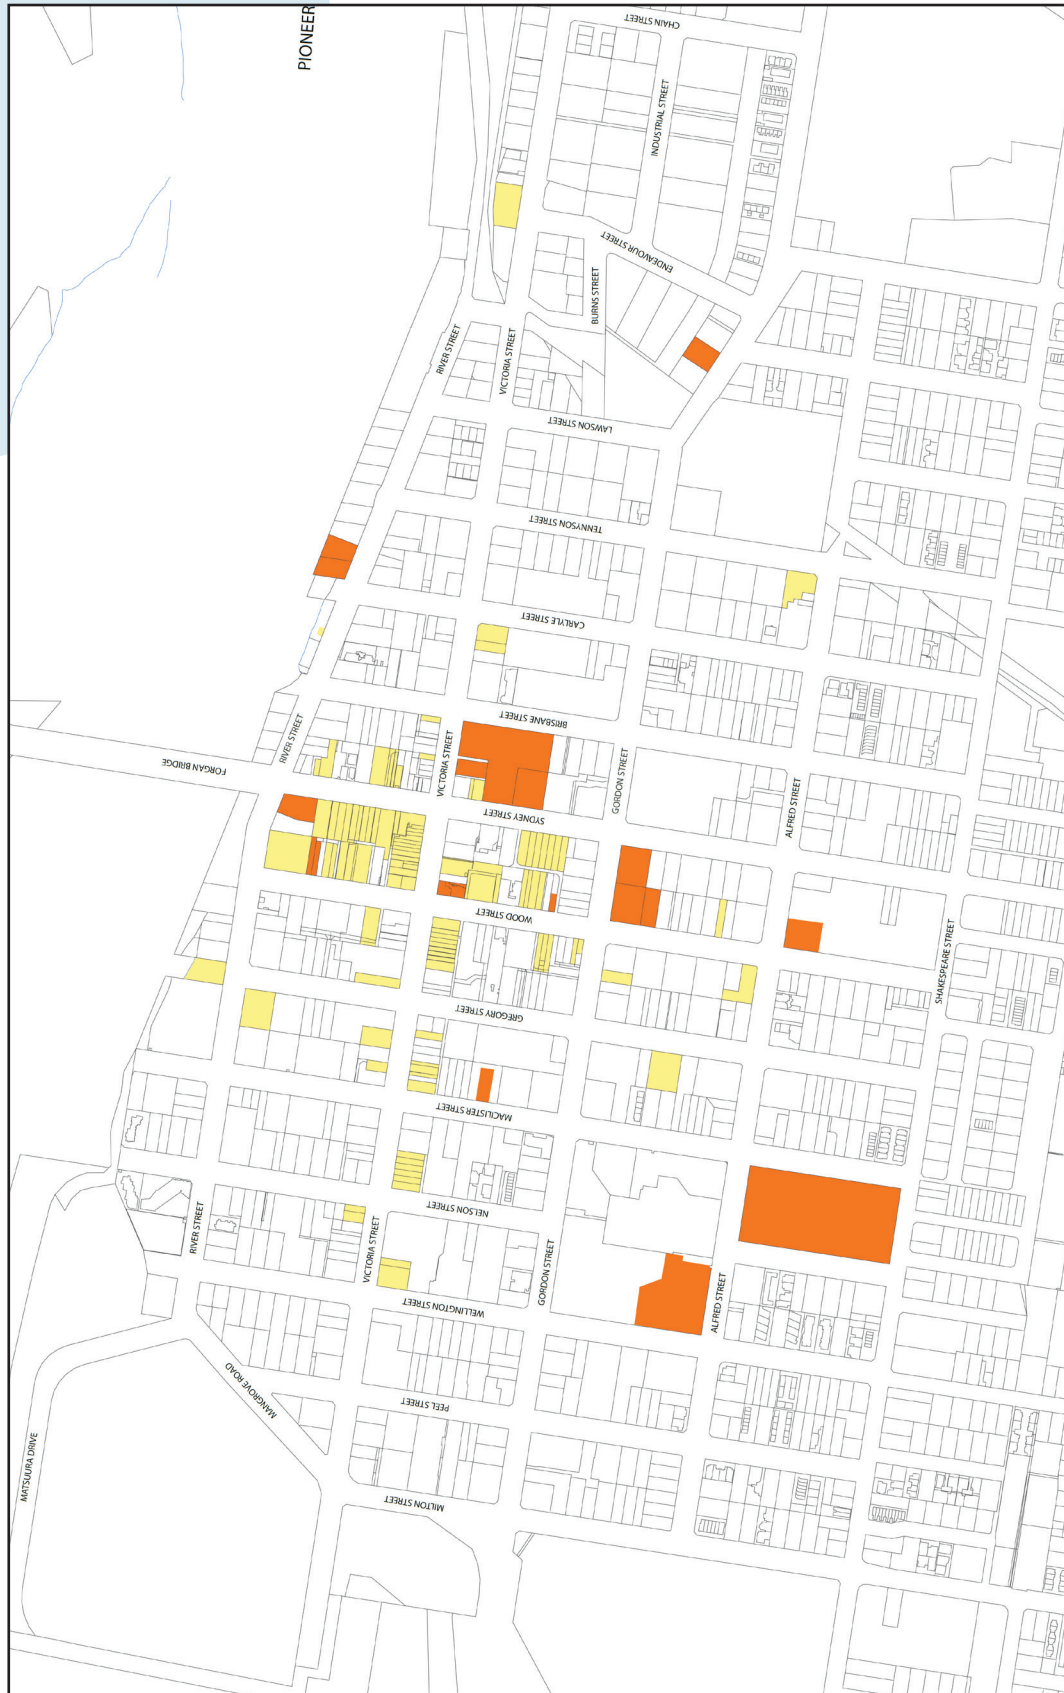 CHAIN STREET
PIONEER
INDUSTRIAL STREET
ENDEAVOUR STREET
BURNS STREET
RIVER STREET
VICTORIA STREET
LAWSON STREET
TENNYSON STREET
CARLYLE STREET
BRISBANE STREET
RIVER STREET
FORGAN BRIDGE
VICTORIA STREET
GORDON STREET
ALFRED STREET
SYDNEY STREET
WOOD STREET
SHAKESPEARE STREET
GREGORY STREET
MACALISTER STREET
NELSON STREET
RIVER STREET
VICTORIA STREET
GORDON STREET
ALFRED STREET
WELLINGTON STREET
MANGROVE ROAD
PEEL STREET
MATSUURA DRIVE
MILTON STREET